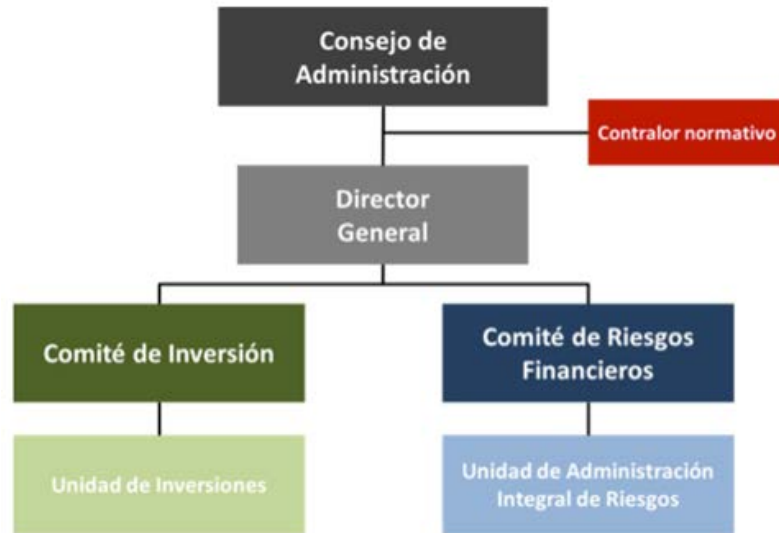 Consejo de
Administración
Contralor normativo
Director
General
Comité de Inversión
Comité de Riesgos
Financieros
Unidad de Inversiones
Unidad de Administración
Integral de Riesgos